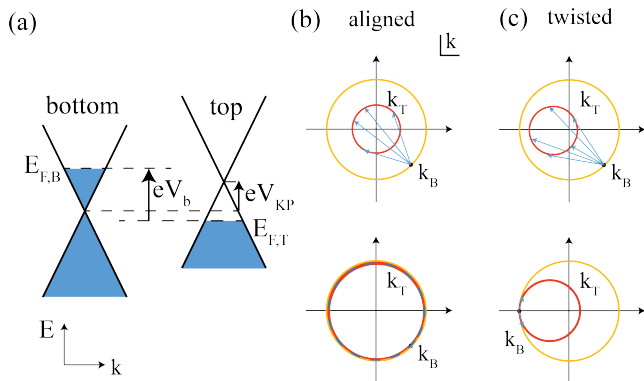 (a)
bottom
top
E_F,B
eV_b
eV_KP
E_F,T
E
k
(b)
aligned
k
k_T
k_B
k_T
k_B
(c)
twisted
k_T
k_B
k_T
k_B